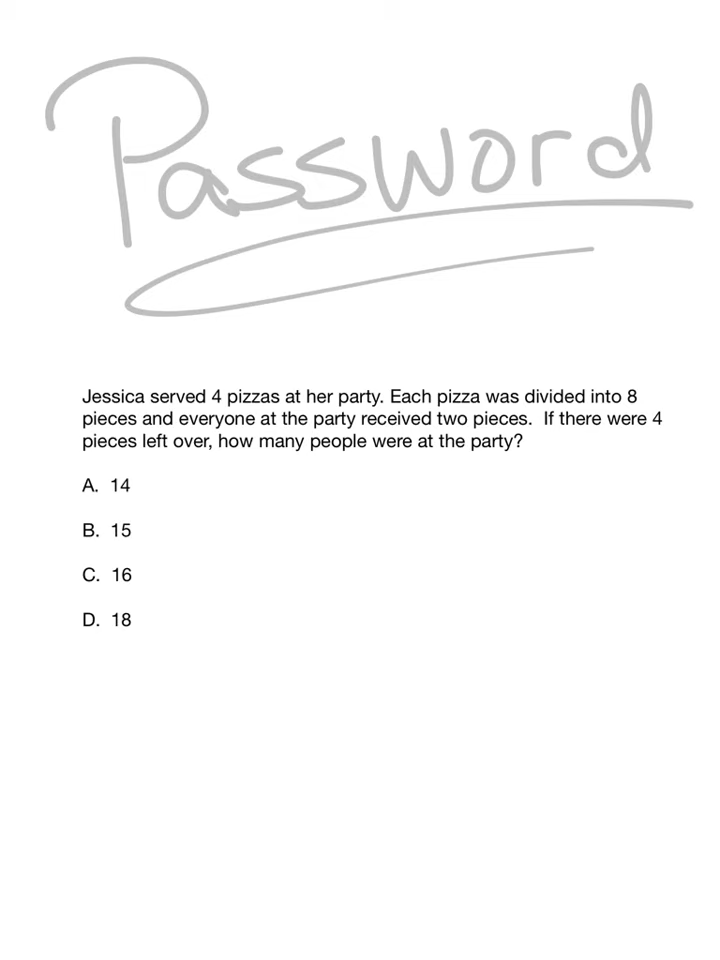 Password
Jessica served 4 pizzas at her party. Each pizza was divided into 8
pieces and everyone at the party received two pieces.  If there were 4
pieces left over, how many people were at the party?
A.  14
B.  15
C.  16
D.  18